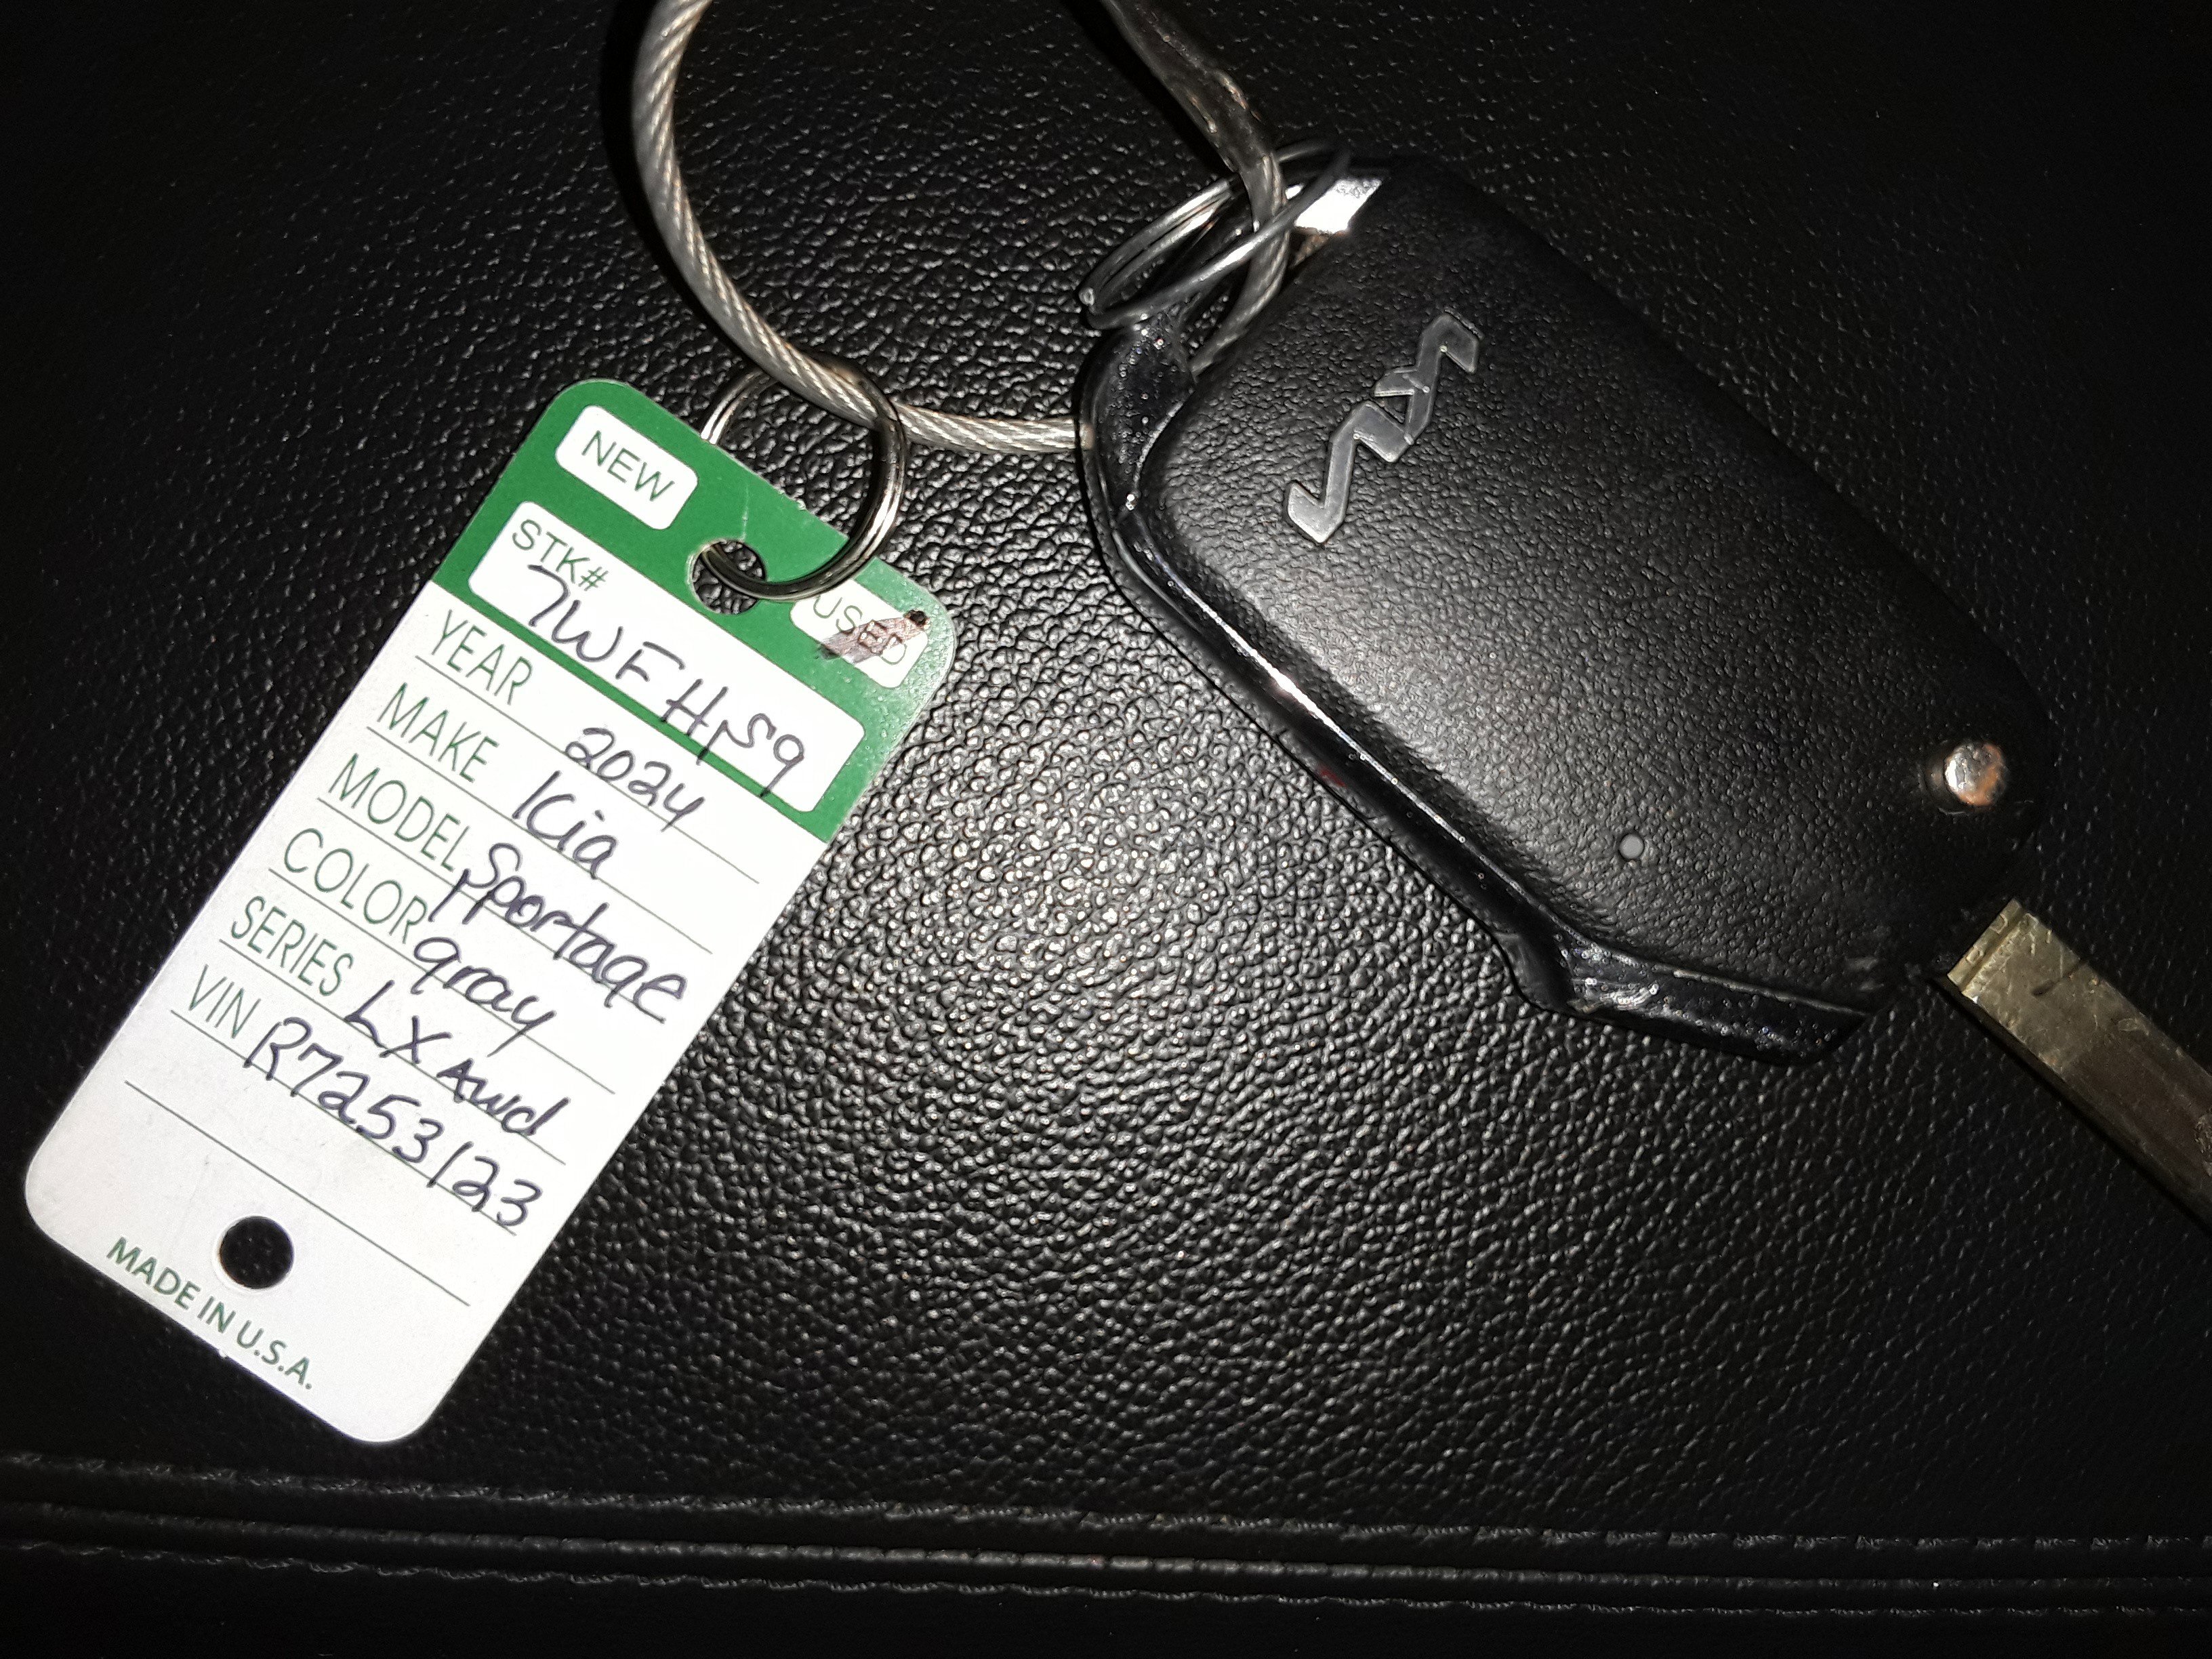 NEW
USED
STK#
7WFH59
YEAR 2024
MAKE Kia
MODEL Sportage
COLOR gray
SERIES LX Awd
VIN R7253123
MADE IN U.S.A.
KIA